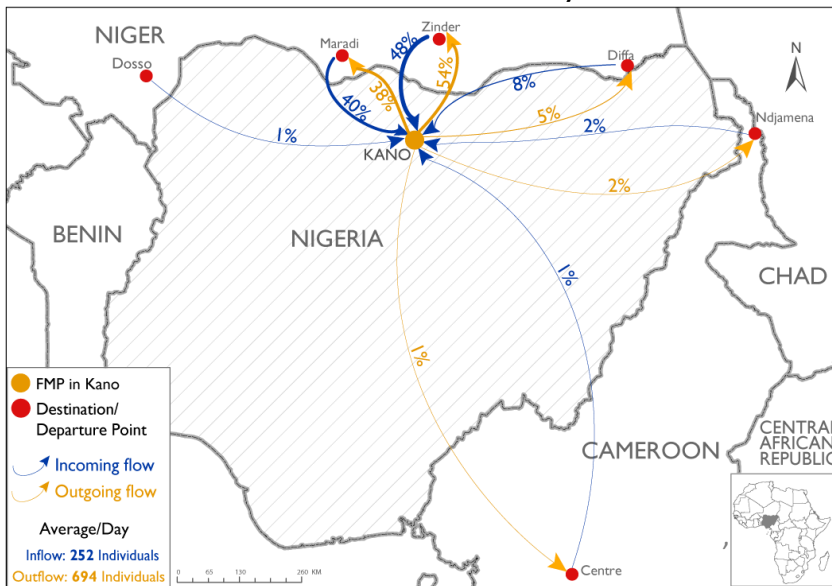 NIGER
Dosso
Maradi
Zinder
Diffa
Ndjamena
N
48%
54%
40%
38%
8%
5%
1%
2%
2%
KANO
BENIN
NIGERIA
CHAD
1%
1%
CAMEROON
CENTRAL
AFRICAN
REPUBLIC
Centre
FMP in Kano
Destination/
Departure Point
Incoming flow
Outgoing flow
Average/Day
Inflow: 252 Individuals
Outflow: 694 Individuals
0 65 130 260 KM